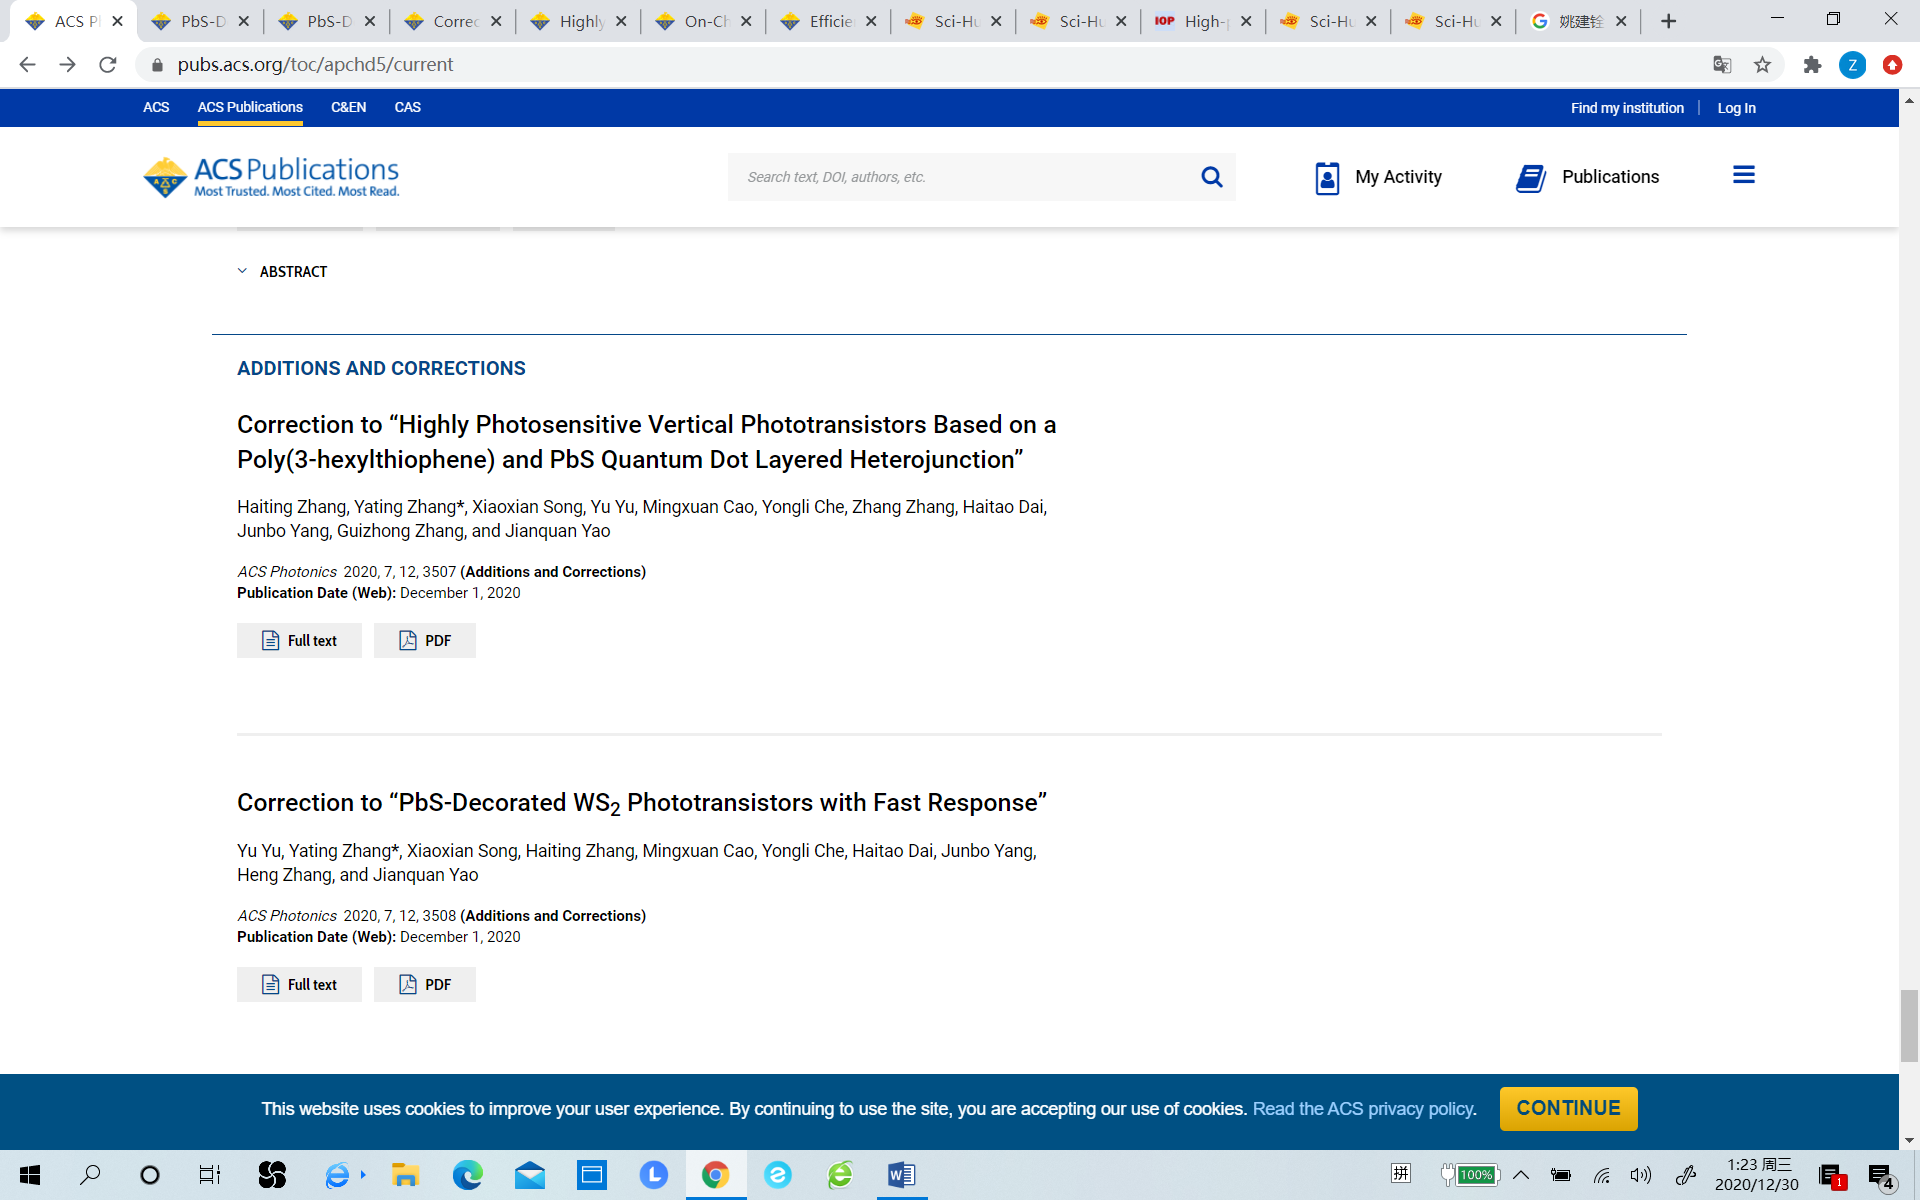 ACS P
PbS-D
PbS-D
Correc
Highly
On-Ch
Efficie
Sci-Hu
Sci-Hu
IOP High-
Sci-Hu
Sci-Hu
姚建铨
pubs.acs.org/toc/apchd5/current
Z
ACS ACS Publications C&EN CAS
Find my institution Log In
ACS Publications
Most Trusted. Most Cited. Most Read.
Search text, DOI, authors, etc.
My Activity
Publications
ABSTRACT
ADDITIONS AND CORRECTIONS
Correction to “Highly Photosensitive Vertical Phototransistors Based on a
Poly(3-hexylthiophene) and PbS Quantum Dot Layered Heterojunction”
Haiting Zhang, Yating Zhang*, Xiaoxian Song, Yu Yu, Mingxuan Cao, Yongli Che, Zhang Zhang, Haitao Dai,
Junbo Yang, Guizhong Zhang, and Jianquan Yao
ACS Photonics 2020, 7, 12, 3507 (Additions and Corrections)
Publication Date (Web): December 1, 2020
Full text PDF
Correction to “PbS-Decorated WS2 Phototransistors with Fast Response”
Yu Yu, Yating Zhang*, Xiaoxian Song, Haiting Zhang, Mingxuan Cao, Yongli Che, Haitao Dai, Junbo Yang,
Heng Zhang, and Jianquan Yao
ACS Photonics 2020, 7, 12, 3508 (Additions and Corrections)
Publication Date (Web): December 1, 2020
Full text PDF
This website uses cookies to improve your user experience. By continuing to use the site, you are accepting our use of cookies. Read the ACS privacy policy.
CONTINUE
拼
100%
1:23 周三
2020/12/30
1
4